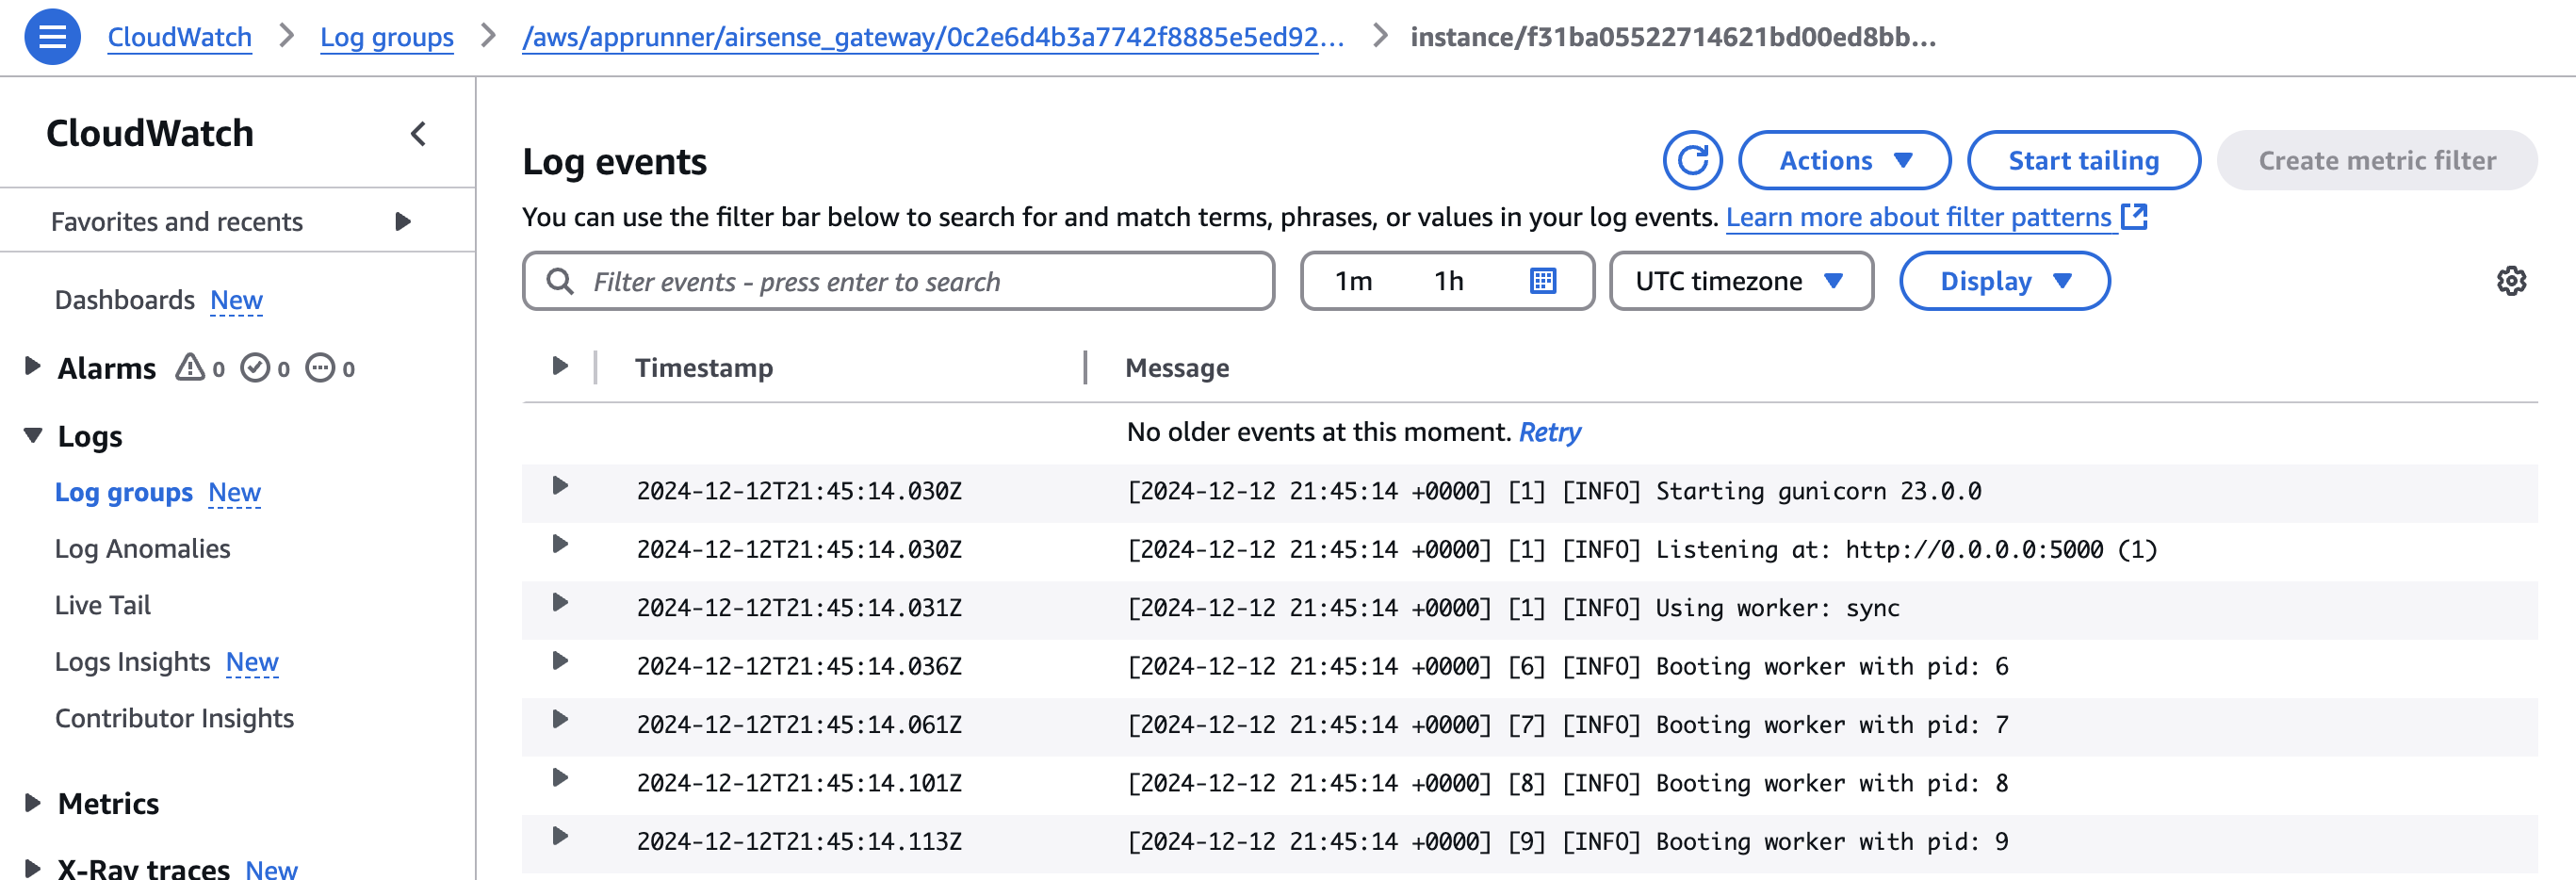 CloudWatch > Log groups > /aws/apprunner/airsense_gateway/0c2e6d4b3a7742f8885e5ed92... > instance/f31ba05522714621bd00ed8bb...
CloudWatch
Favorites and recents
Dashboards New
Alarms 0 0 0
Logs
Log groups New
Log Anomalies
Live Tail
Logs Insights New
Contributor Insights
Metrics
X-Ray traces New
Log events
Actions Start tailing Create metric filter
You can use the filter bar below to search for and match terms, phrases, or values in your log events. Learn more about filter patterns
Filter events - press enter to search 1m 1h UTC timezone Display
Timestamp Message
No older events at this moment. Retry
2024-12-12T21:45:14.030Z [2024-12-12 21:45:14 +0000] [1] [INFO] Starting gunicorn 23.0.0
2024-12-12T21:45:14.030Z [2024-12-12 21:45:14 +0000] [1] [INFO] Listening at: http://0.0.0.0:5000 (1)
2024-12-12T21:45:14.031Z [2024-12-12 21:45:14 +0000] [1] [INFO] Using worker: sync
2024-12-12T21:45:14.036Z [2024-12-12 21:45:14 +0000] [6] [INFO] Booting worker with pid: 6
2024-12-12T21:45:14.061Z [2024-12-12 21:45:14 +0000] [7] [INFO] Booting worker with pid: 7
2024-12-12T21:45:14.101Z [2024-12-12 21:45:14 +0000] [8] [INFO] Booting worker with pid: 8
2024-12-12T21:45:14.113Z [2024-12-12 21:45:14 +0000] [9] [INFO] Booting worker with pid: 9